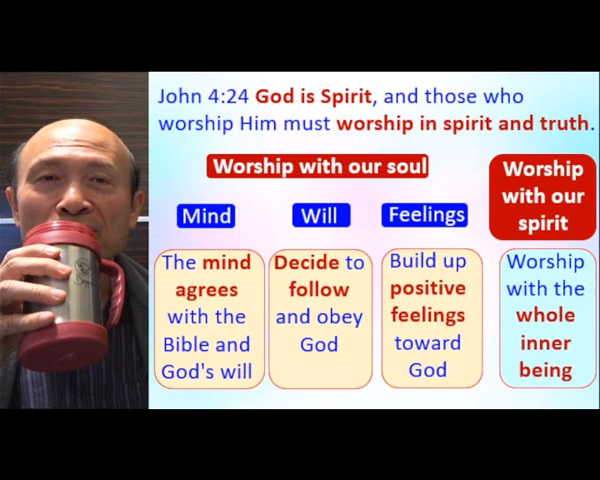 John 4:24 God is Spirit, and those who
worship Him must worship in spirit and truth.
Worship with our soul
Worship
with our
spirit
Mind
Will
Feelings
The mind
agrees
with the
Bible and
God's will
Decide to
follow
and obey
God
Build up
positive
feelings
toward
God
Worship
with the
whole
inner
being